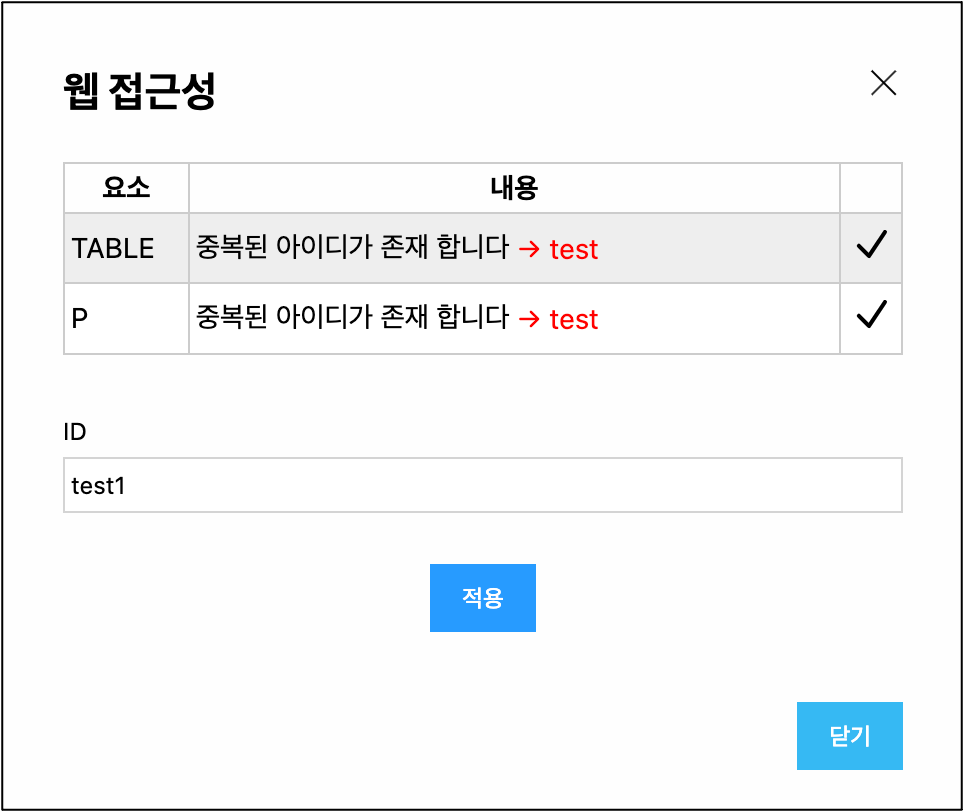 웹 접근성
요소 내용
TABLE 중복된 아이디가 존재 합니다 → test
P 중복된 아이디가 존재 합니다 → test
ID
test1
적용
닫기